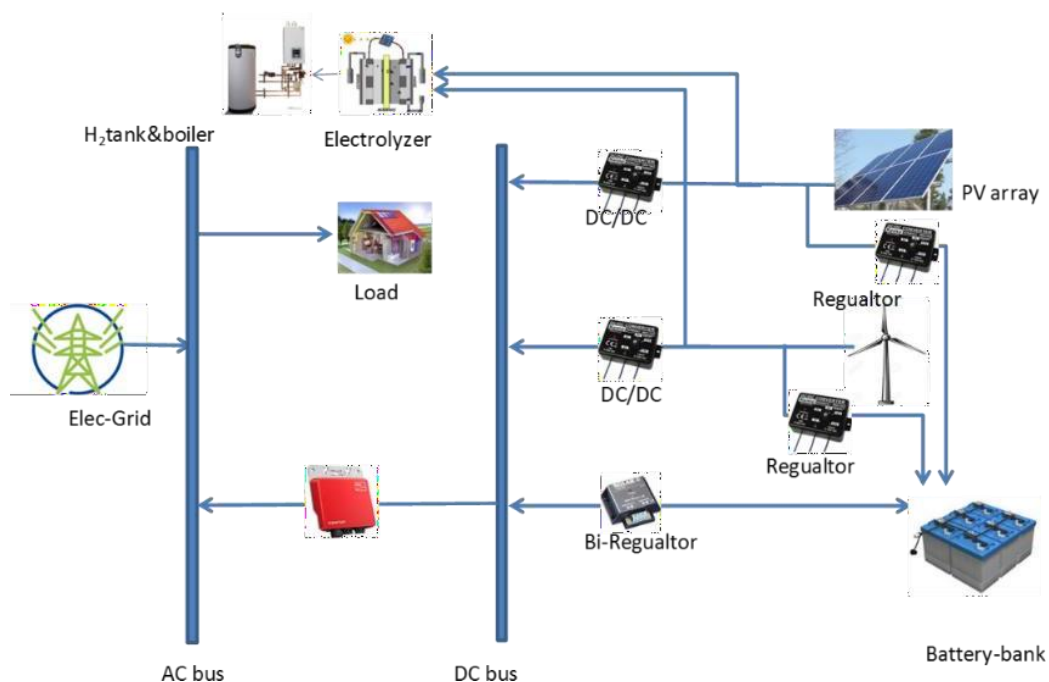 H₂tank&boiler
Electrolyzer
DC/DC
PV array
Load
Regualtor
Elec-Grid
DC/DC
Regualtor
Bi-Regualtor
Battery-bank
AC bus
DC bus